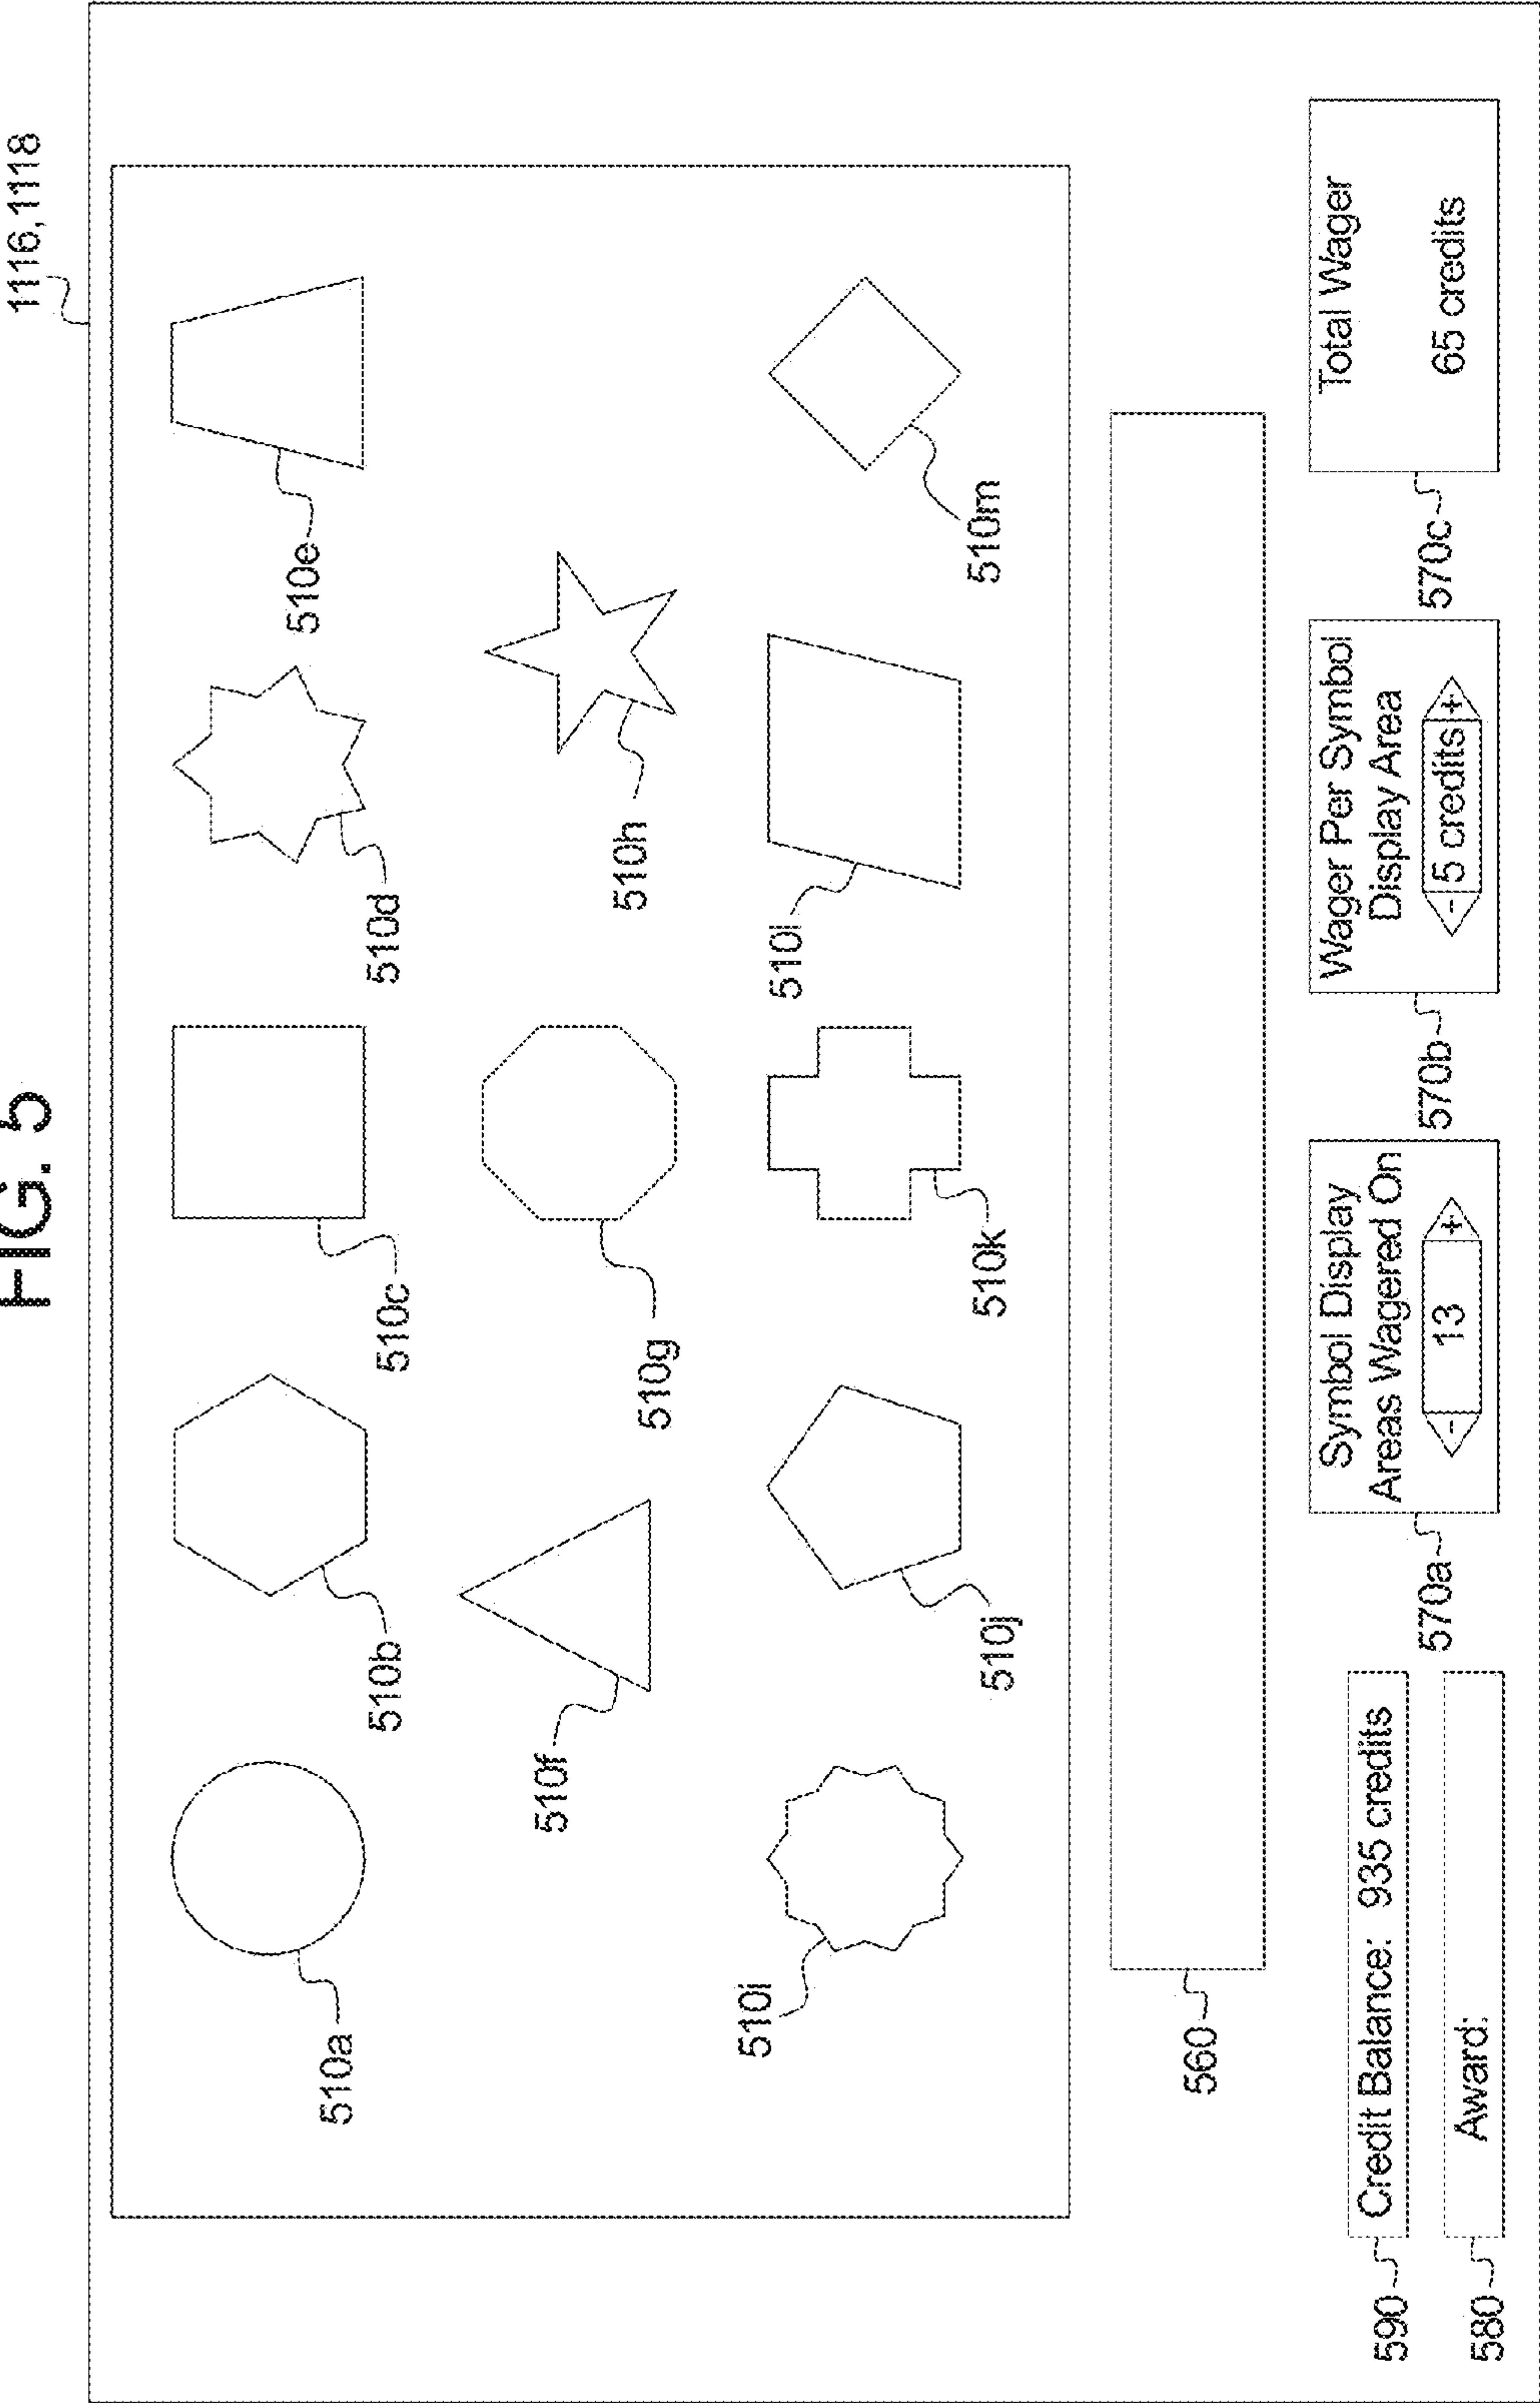 FIG. 5
1116,1118
510a
510b
510c
510d
510e
510f
510g
510h
510i
510j
510k
510l
510m
560
590
Credit Balance: 935 credits
580
Award:
570a
Symbol Display
Areas Wagered On
- 13 +
570b
Wager Per Symbol
Display Area
- 5 credits +
570c
Total Wager
65 credits